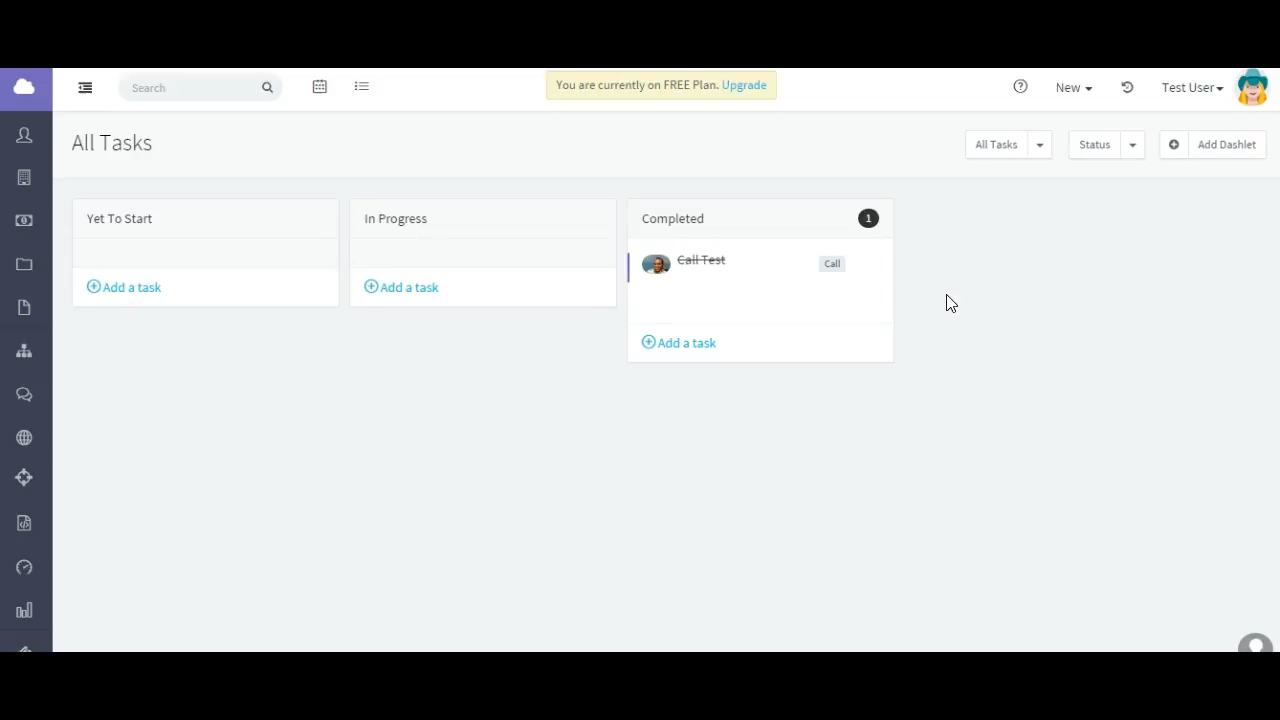 Search
You are currently on FREE Plan. Upgrade
New
Test User
All Tasks
All Tasks
Status
Add Dashlet
Yet To Start
Add a task
In Progress
Add a task
Completed
1
Call Test
Call
Add a task